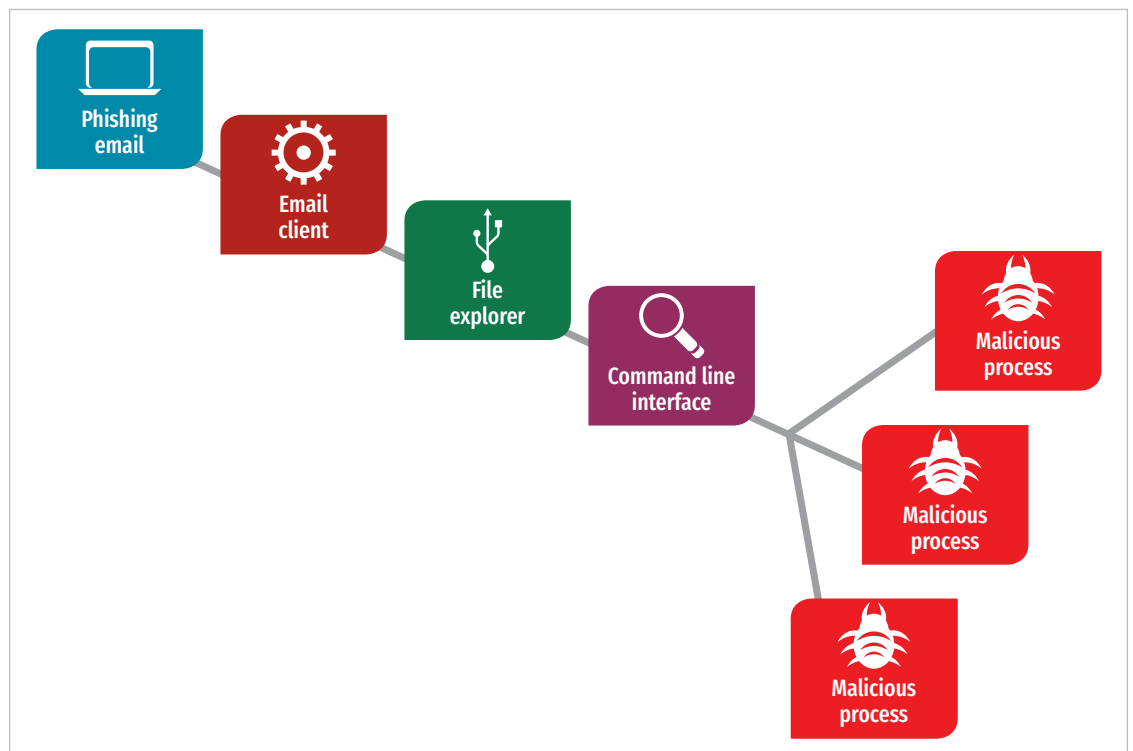 Phishing
email
Email
client
File
explorer
Command line
interface
Malicious
process
Malicious
process
Malicious
process